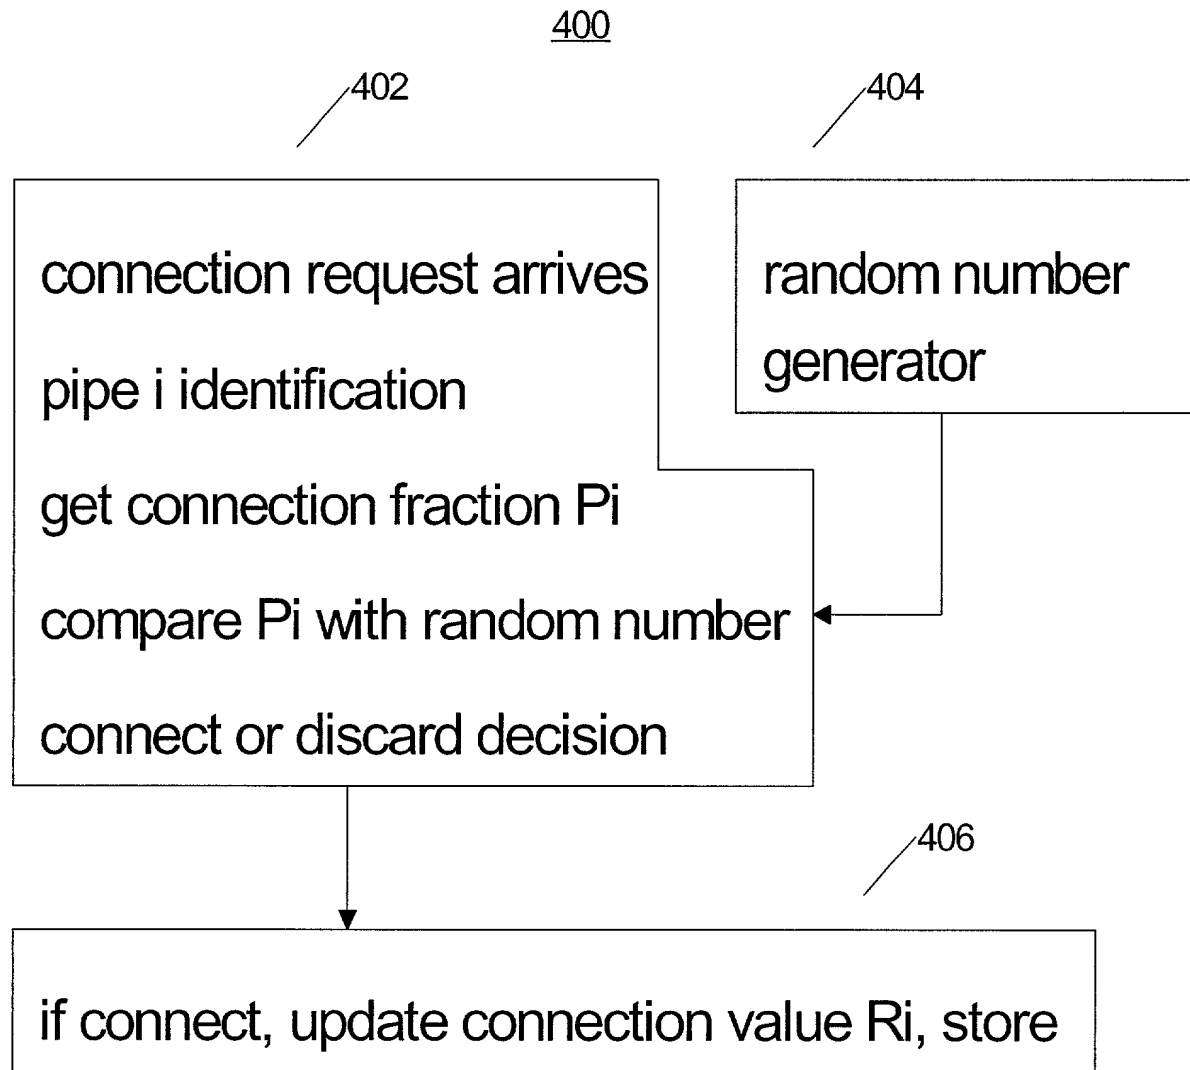 400
402
404
connection request arrives
pipe i identification
get connection fraction Pi
compare Pi with random number
connect or discard decision
random number
generator
406
if connect, update connection value Ri, store